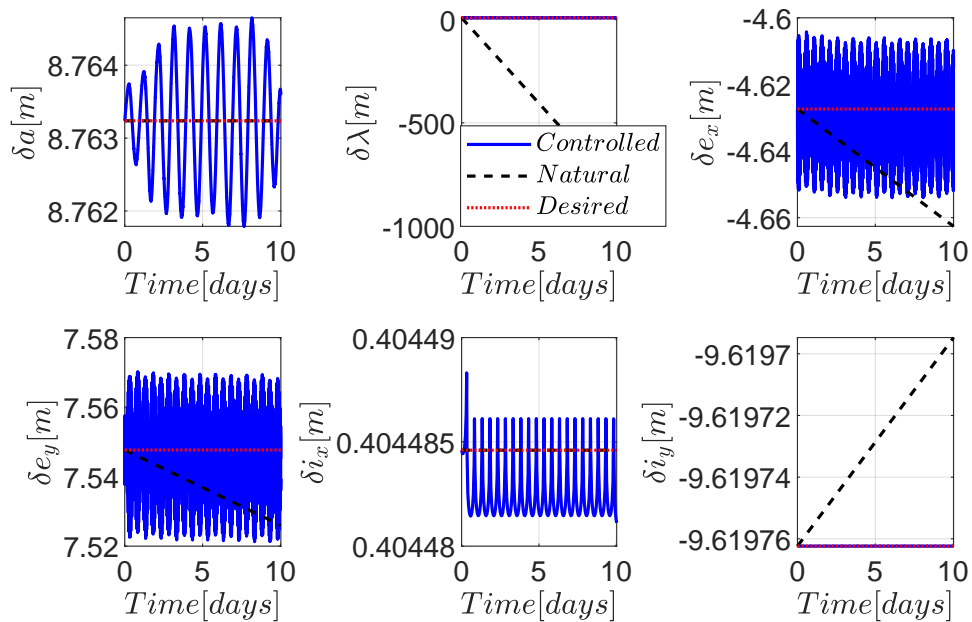 δa[m]
8.764
8.763
8.762
0
5
10
Time[days]
δλ[m]
0
-500
-1000
Controlled
Natural
Desired
0
5
10
Time[days]
δe_x[m]
-4.6
-4.62
-4.64
-4.66
0
5
10
Time[days]
δe_y[m]
7.58
7.56
7.54
7.52
0
5
10
Time[days]
δi_x[m]
0.40449
0.404485
0.40448
0
5
10
Time[days]
δi_y[m]
-9.6197
-9.61972
-9.61974
-9.61976
0
5
10
Time[days]